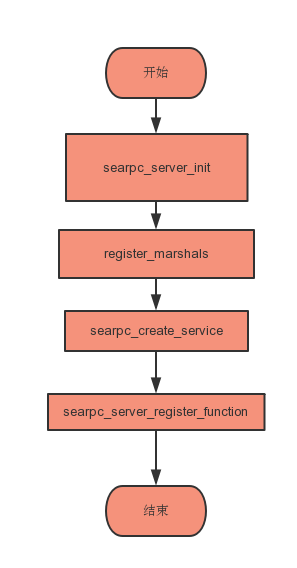 开始
searpc_server_init
register_marshals
searpc_create_service
searpc_server_register_function
结束